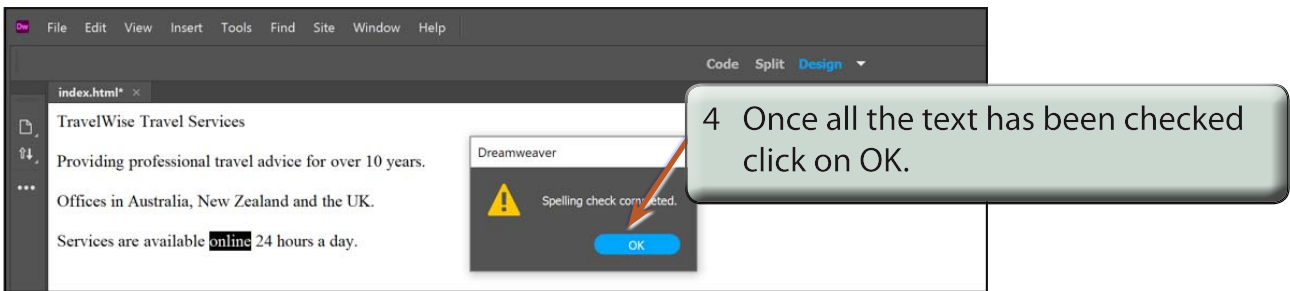 Dw File Edit View Insert Tools Find Site Window Help
Code Split Design
index.html* ×
TravelWise Travel Services
Providing professional travel advice for over 10 years.
Offices in Australia, New Zealand and the UK.
Services are available online 24 hours a day.
Dreamweaver
Spelling check completed.
OK
4 Once all the text has been checked
click on OK.